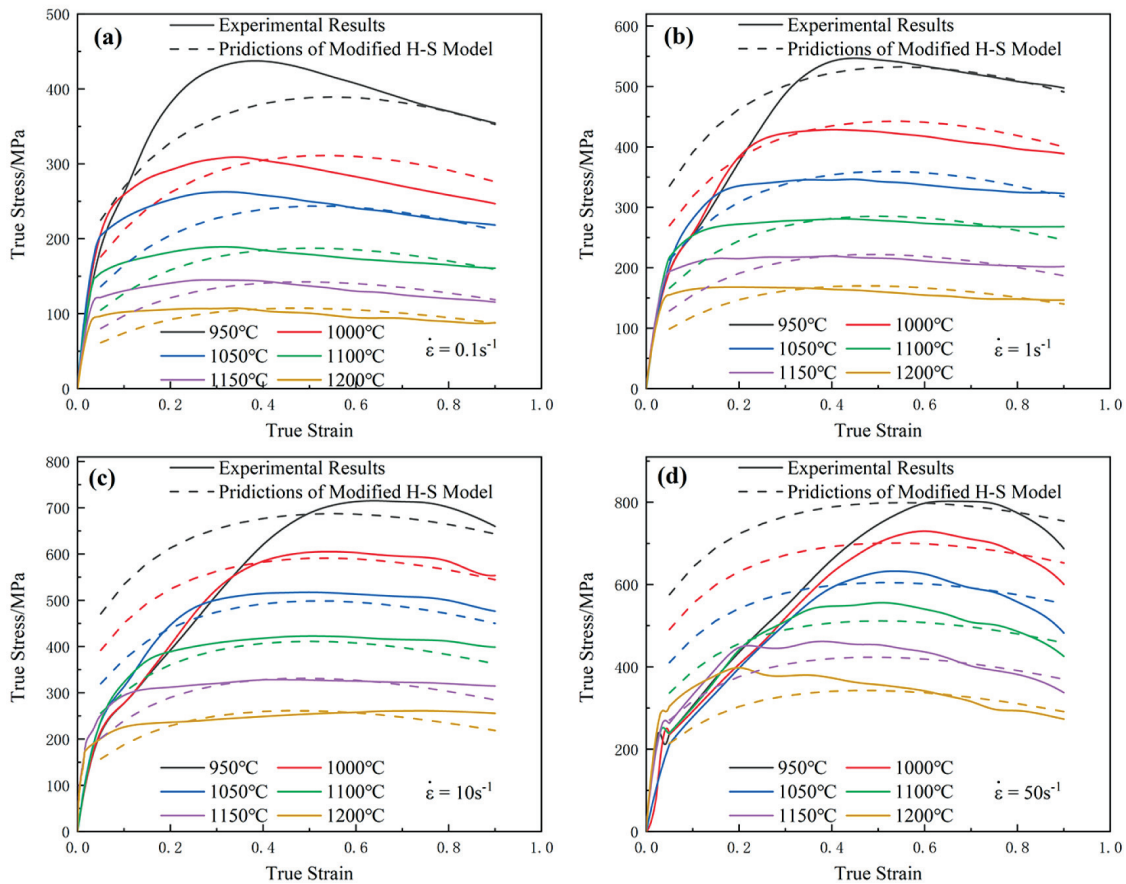 (a)
Experimental Results
Pridictions of Modified H-S Model
True Stress/MPa
500
400
300
200
100
0
950℃ 1000℃
1050℃ 1100℃
1150℃ 1200℃
ε̇ = 0.1s⁻¹
0.0 0.2 0.4 0.6 0.8 1.0
True Strain
(b)
Experimental Results
Pridictions of Modified H-S Model
True Stress/MPa
600
500
400
300
200
100
0
950℃ 1000℃
1050℃ 1100℃
1150℃ 1200℃
ε̇ = 1s⁻¹
0.0 0.2 0.4 0.6 0.8 1.0
True Strain
(c)
Experimental Results
Pridictions of Modified H-S Model
True Stress/MPa
800
700
600
500
400
300
200
100
0
950℃ 1000℃
1050℃ 1100℃
1150℃ 1200℃
ε̇ = 10s⁻¹
0.0 0.2 0.4 0.6 0.8 1.0
True Strain
(d)
Experimental Results
Pridictions of Modified H-S Model
True Stress/MPa
800
600
400
200
0
950℃ 1000℃
1050℃ 1100℃
1150℃ 1200℃
ε̇ = 50s⁻¹
0.0 0.2 0.4 0.6 0.8 1.0
True Strain